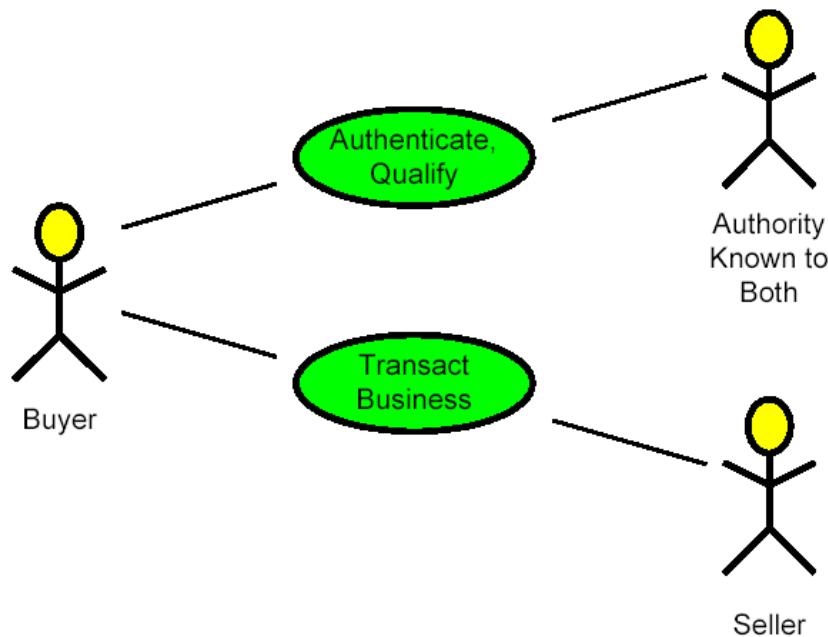 Authenticate,
Qualify
Authority
Known to
Both
Transact
Business
Buyer
Seller